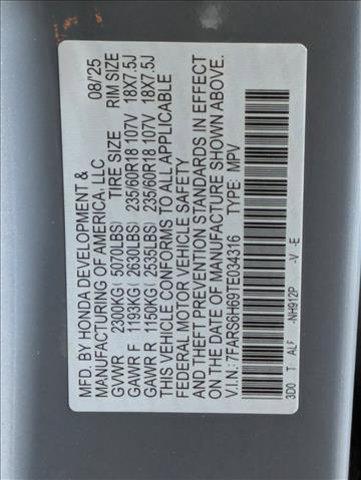 MFD. BY HONDA DEVELOPMENT &
MANUFACTURING OF AMERICA, LLC 08/25
GVWR 2300KG ( 5070LBS) TIRE SIZE RIM SIZE
GAWR F 1193KG ( 2630LBS) 235/60R18 107V 18X7.5J
GAWR R 1150KG ( 2535LBS) 235/60R18 107V 18X7.5J
THIS VEHICLE CONFORMS TO ALL APPLICABLE
FEDERAL MOTOR VEHICLE SAFETY
AND THEFT PREVENTION STANDARDS IN EFFECT
ON THE DATE OF MANUFACTURE SHOWN ABOVE.
V.I.N.: 7FARS6H69TE034316 TYPE: MPV
3D0 T ALF -NH912P -V -E